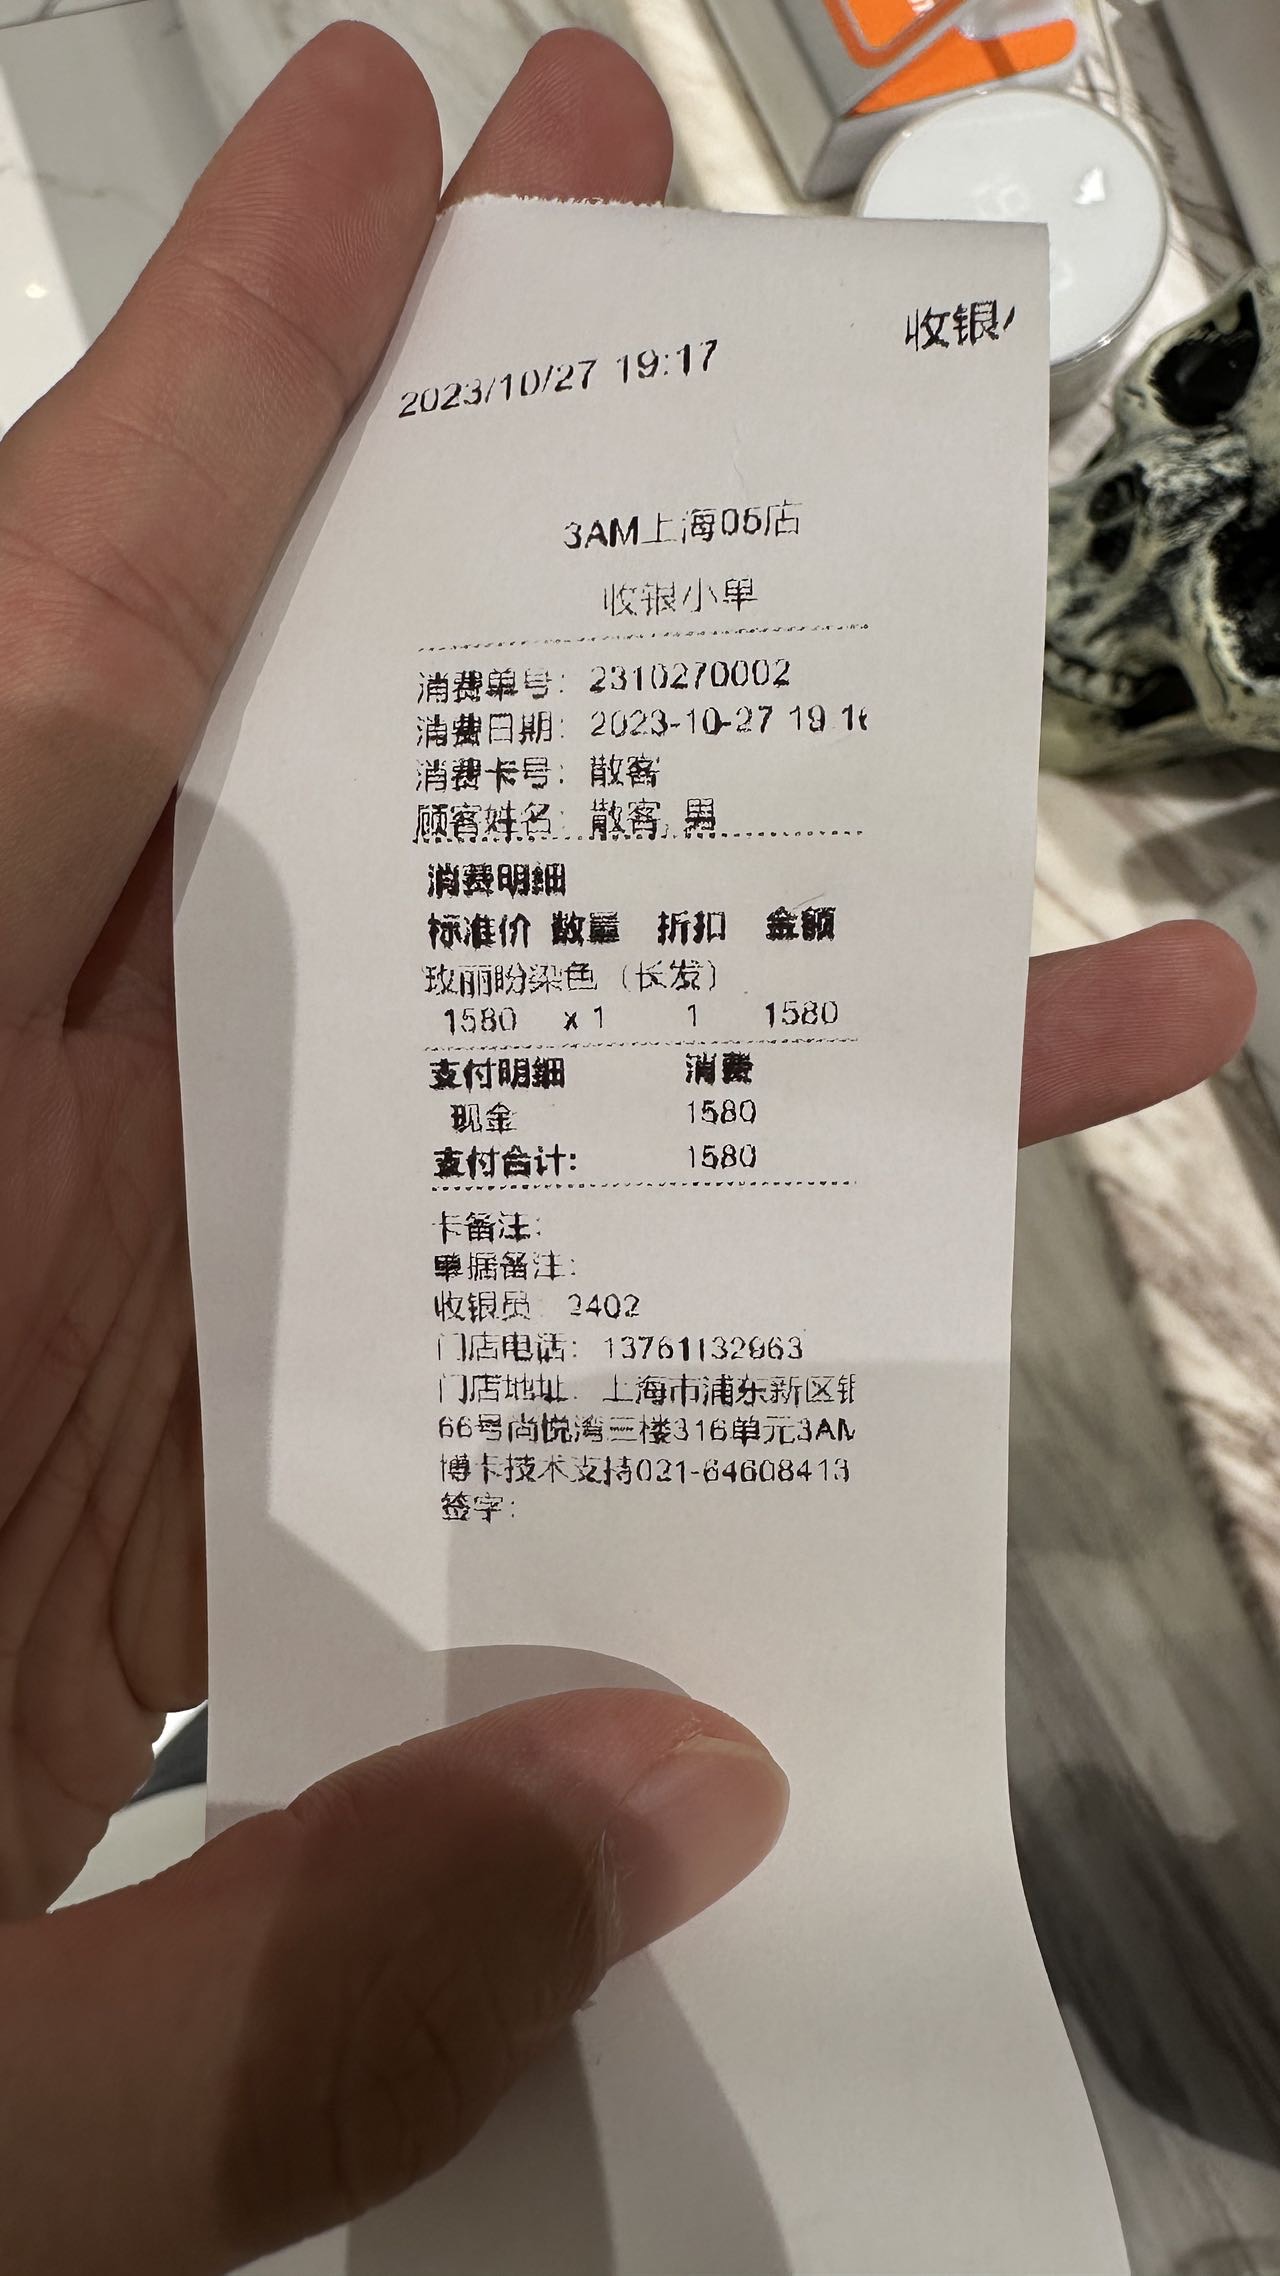 收银
2023/10/27 19:17
3AM上海05店
收银小单
消费单号: 2310270002
消费日期: 2023-10-27 19:16
消费卡号: 散客
顾客姓名: 散客, 男
消费明细
标准价 数量 折扣 金额
玫丽盼染色（长发）
1580 x 1 1 1580
支付明细 消费
现金 1580
支付合计: 1580
卡备注:
单据备注:
收银员: 2402
门店电话: 13761132963
门店地址: 上海市浦东新区银
66号尚悦湾三楼316单元3AM
博卡技术支持021-64608413
签字: